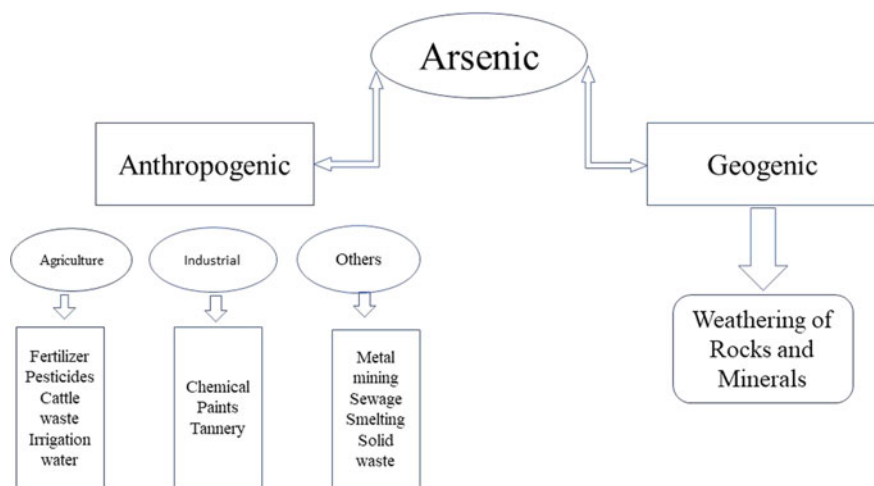 Arsenic
Anthropogenic
Geogenic
Agriculture
Industrial
Others
Fertilizer
Pesticides
Cattle
waste
Irrigation
water
Chemical
Paints
Tannery
Metal
mining
Sewage
Smelting
Solid
waste
Weathering of
Rocks and
Minerals